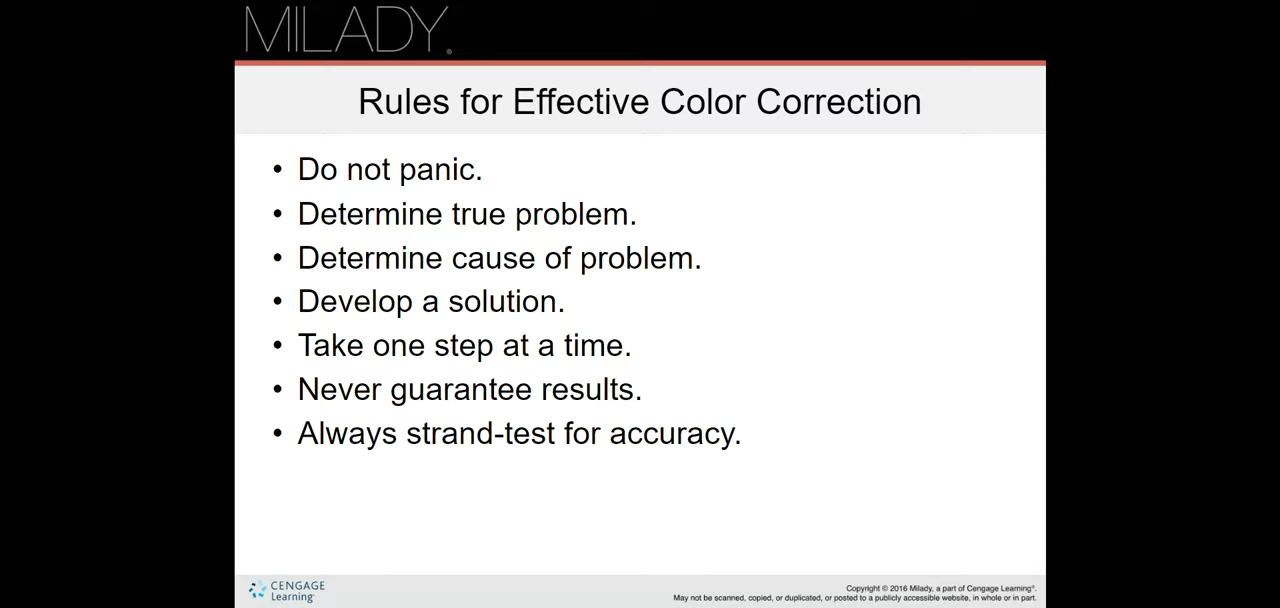 MILADY®
Rules for Effective Color Correction
• Do not panic.
• Determine true problem.
• Determine cause of problem.
• Develop a solution.
• Take one step at a time.
• Never guarantee results.
• Always strand-test for accuracy.
CENGAGE
Learning®
Copyright © 2016 Milady, a part of Cengage Learning®.
May not be scanned, copied, or duplicated, or posted to a publicly accessible website, in whole or in part.